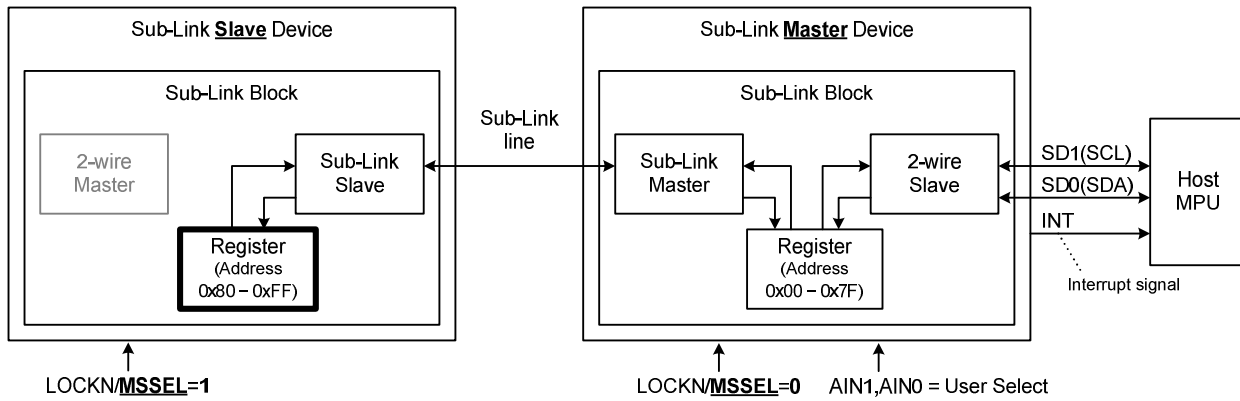 Sub-Link Slave Device
Sub-Link Block
2-wire
Master
Sub-Link
Slave
Register
(Address
0x80 – 0xFF)
LOCKN/MSSEL=1
Sub-Link
line
Sub-Link Master Device
Sub-Link Block
Sub-Link
Master
2-wire
Slave
Register
(Address
0x00 – 0x7F)
LOCKN/MSSEL=0
AIN1,AIN0 = User Select
SD1(SCL)
SD0(SDA)
INT
Interrupt signal
Host
MPU